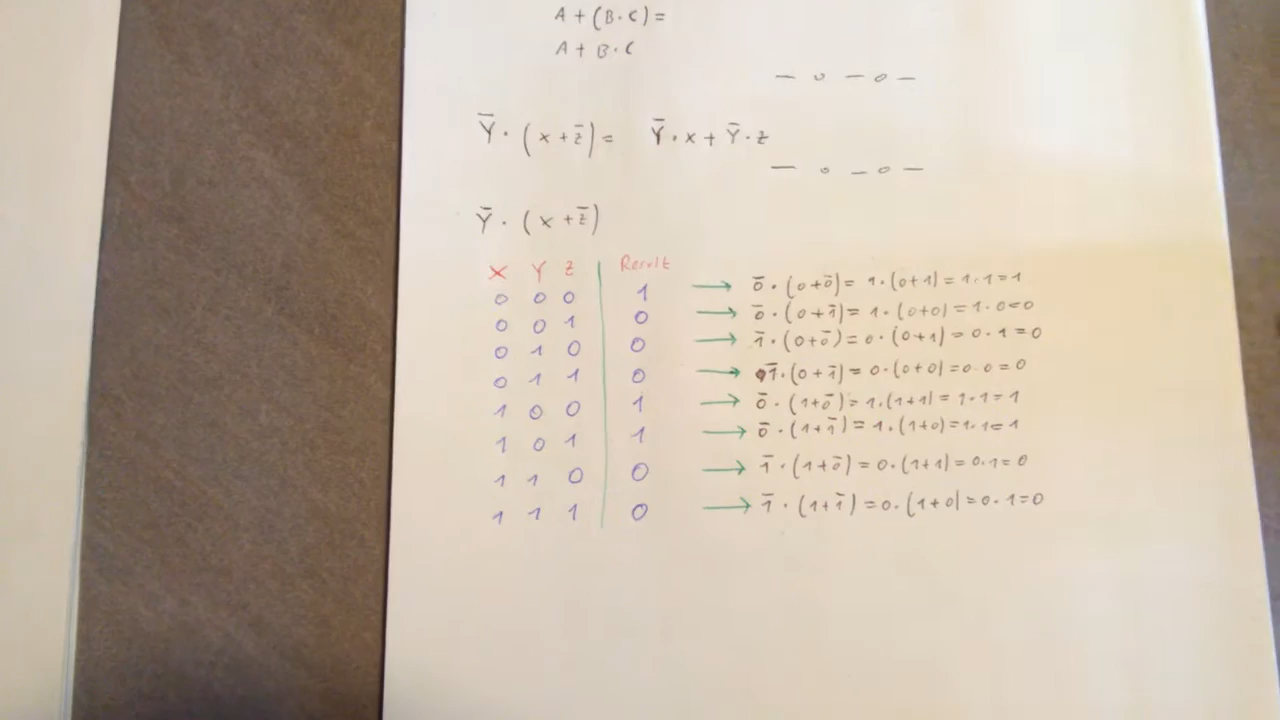 A + (B · C) =
A + B · C
— o — o —
Ȳ · (x + z̄) = Ȳ · x + Ȳ · z
— o — o —
Ȳ · (x + z̄)
X Y Z Result
0 0 0 1 → 0̄ · (0+0̄) = 1 · (0+1) = 1 · 1 = 1
0 0 1 0 → 0̄ · (0+1̄) = 1 · (0+0) = 1 · 0 = 0
0 1 0 0 → 1̄ · (0+0̄) = 0 · (0+1) = 0 · 1 = 0
0 1 1 0 → 1̄ · (0+1̄) = 0 · (0+0) = 0 · 0 = 0
1 0 0 1 → 0̄ · (1+0̄) = 1 · (1+1) = 1 · 1 = 1
1 0 1 1 → 0̄ · (1+1̄) = 1 · (1+0) = 1 · 1 = 1
1 1 0 0 → 1̄ · (1+0̄) = 0 · (1+1) = 0 · 1 = 0
1 1 1 0 → 1̄ · (1+1̄) = 0 · (1+0) = 0 · 1 = 0